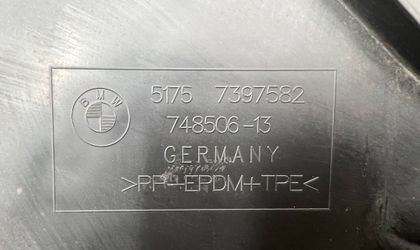 BMW
5175 7397582
748506-13
GERMANY
>PP-EPDM+TPE<